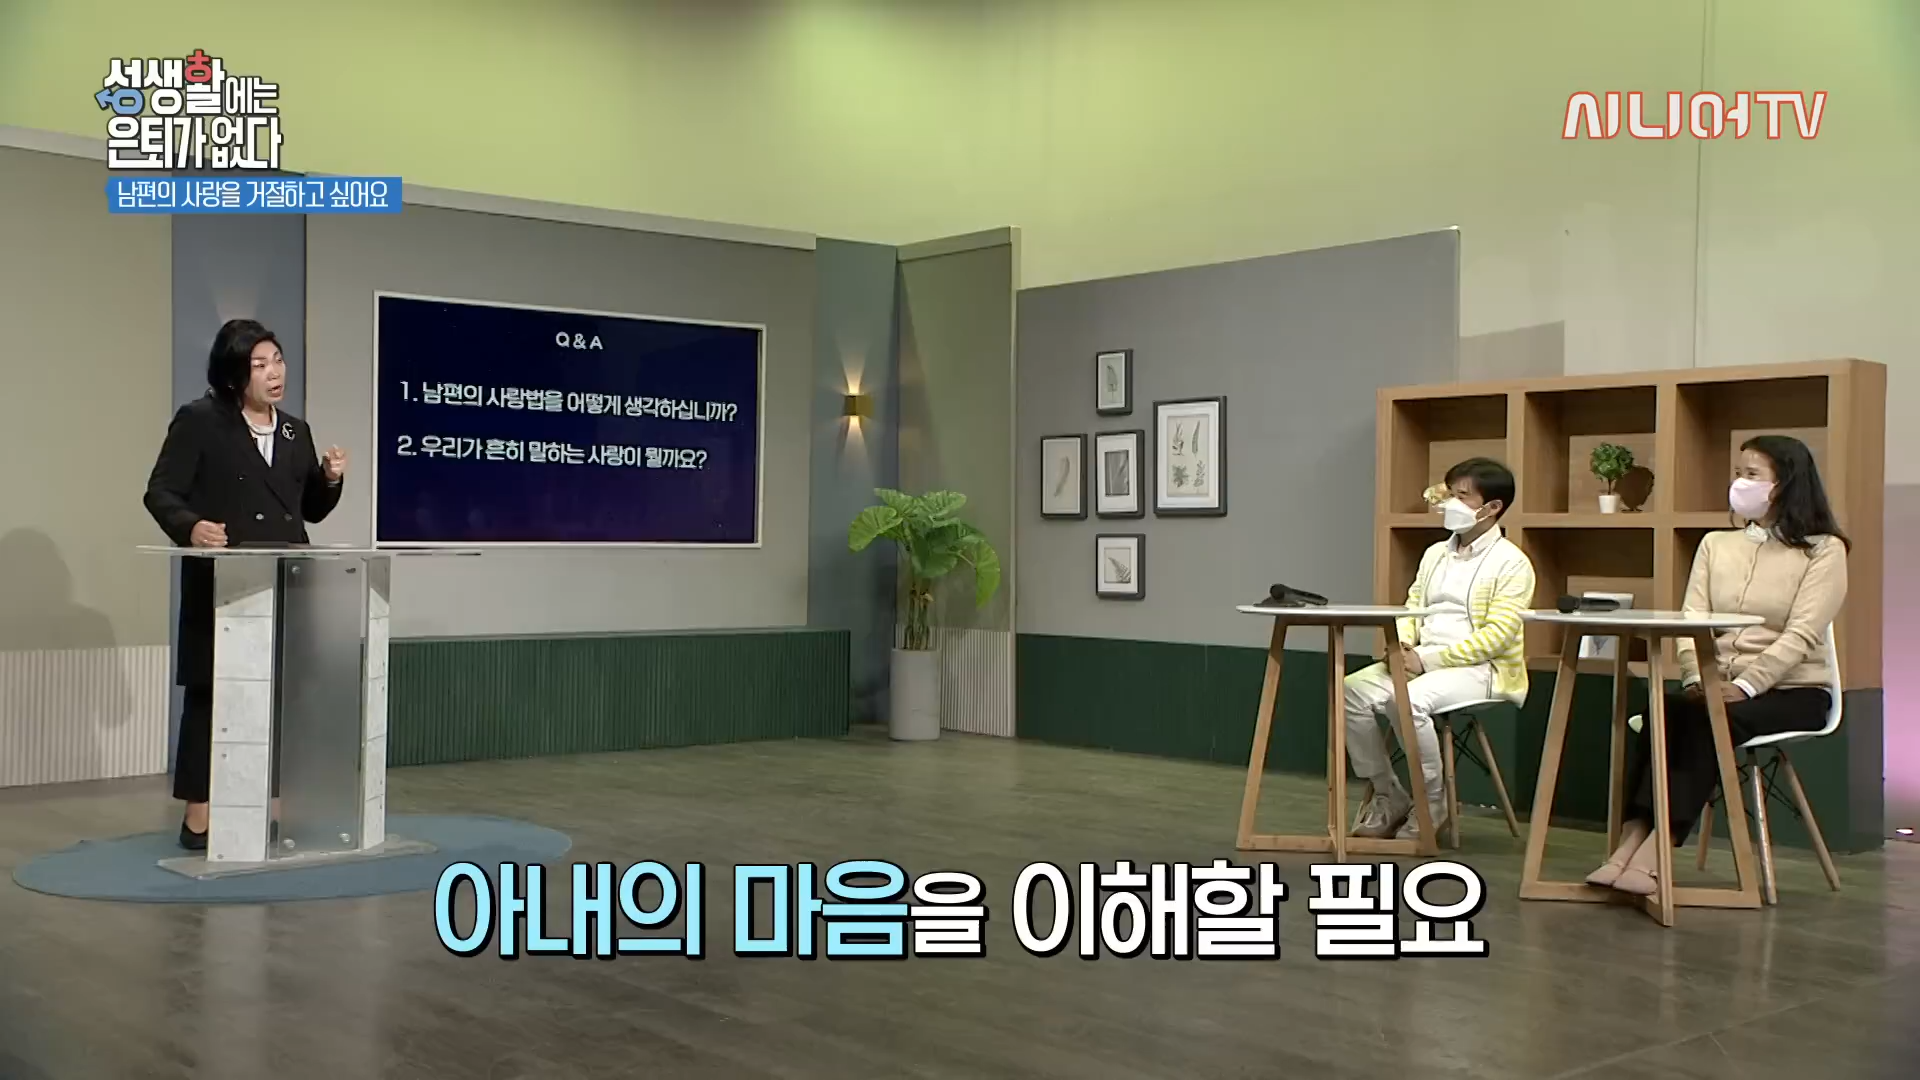 성생활에는
은퇴가 없다
남편의 사랑을 거절하고 싶어요
시니어TV
Q & A
1. 남편의 사랑법을 어떻게 생각하십니까?
2. 우리가 흔히 말하는 사랑이 뭘까요?
아내의 마음을 이해할 필요